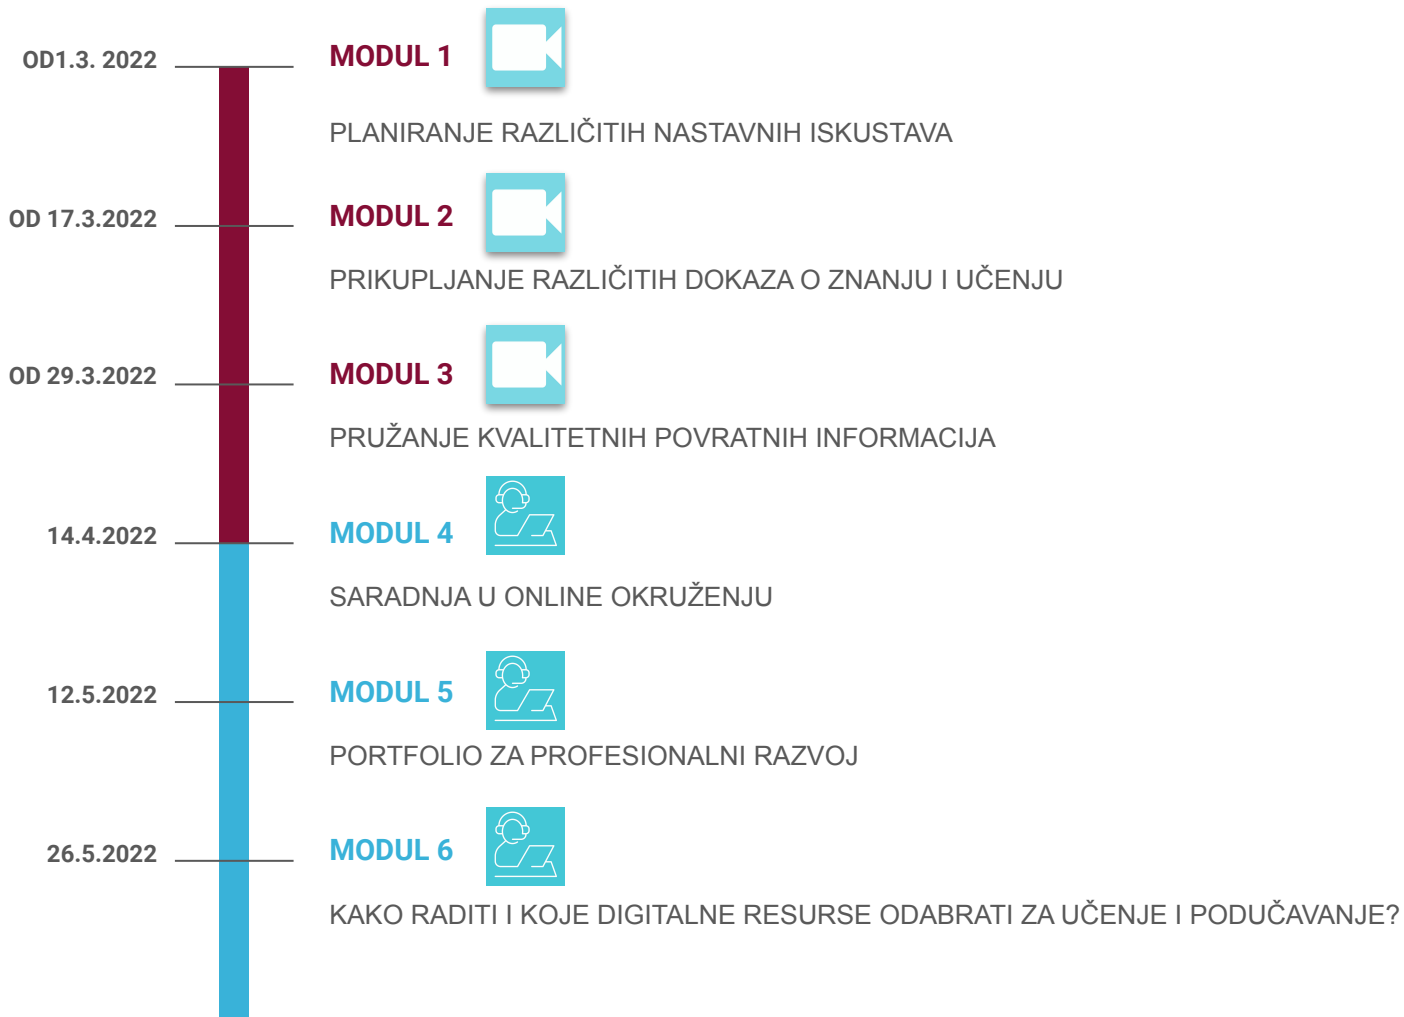 OD1.3. 2022
MODUL 1
PLANIRANJE RAZLIČITIH NASTAVNIH ISKUSTAVA
OD 17.3.2022
MODUL 2
PRIKUPLJANJE RAZLIČITIH DOKAZA O ZNANJU I UČENJU
OD 29.3.2022
MODUL 3
PRUŽANJE KVALITETNIH POVRATNIH INFORMACIJA
14.4.2022
MODUL 4
SARADNJA U ONLINE OKRUŽENJU
12.5.2022
MODUL 5
PORTFOLIO ZA PROFESIONALNI RAZVOJ
26.5.2022
MODUL 6
KAKO RADITI I KOJE DIGITALNE RESURSE ODABRATI ZA UČENJE I PODUČAVANJE?